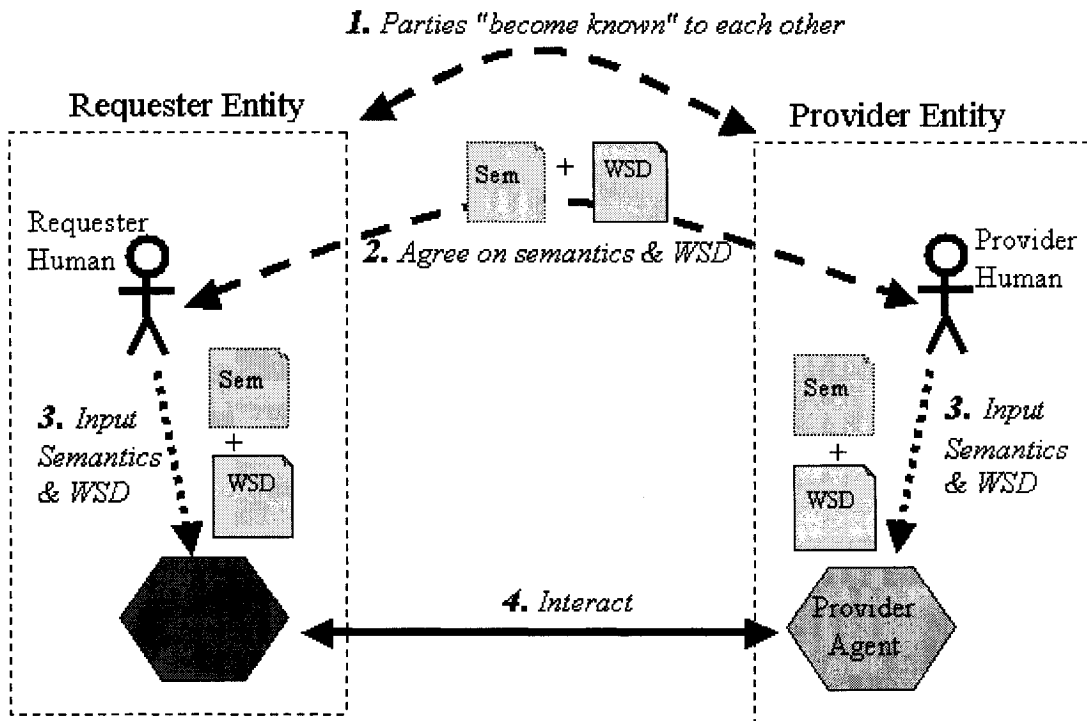 1. Parties "become known" to each other
Requester Entity
Provider Entity
Sem
+
WSD
Requester
Human
2. Agree on semantics & WSD
Provider
Human
Sem
+
WSD
3. Input
Semantics
& WSD
Sem
+
WSD
3. Input
Semantics
& WSD
4. Interact
Provider
Agent